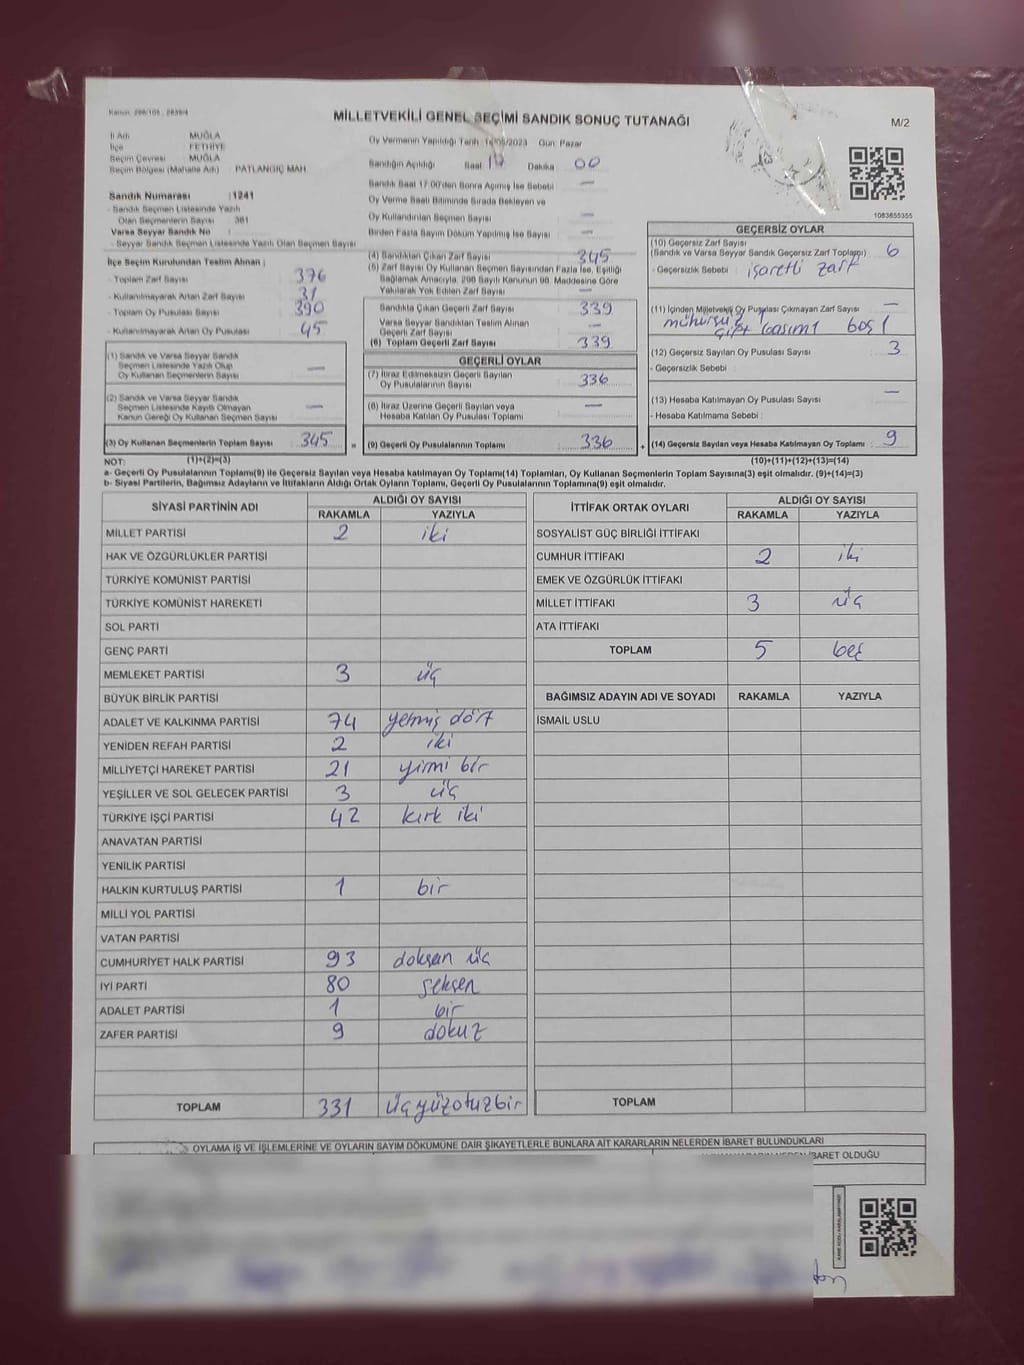 Kanun: 298/105 , 2839/4
MİLLETVEKİLİ GENEL SEÇİMİ SANDIK SONUÇ TUTANAĞI
M/2
İl Adı : MUĞLA
İlçe : FETHİYE
Seçim Çevresi : MUĞLA
Seçim Bölgesi (Mahalle Adı) : PATLANGIÇ MAH.
Sandık Numarası : 1241
- Sandık Seçmen Listesinde Yazılı
Olan Seçmenlerin Sayısı : 381
Varsa Seyyar Sandık No :
- Seyyar Sandık Listesinde Yazılı Olan Seçmen Sayısı :
Oy Vermenin Yapıldığı Tarih: 14/05/2023 Gün: Pazar
Sandığın Açıldığı Saat 17 Dakika 00
Sandık Saat 17:00'den Sonra Açılmış İse Sebebi —
Oy Verme Saati Bitiminde Sırada Bekleyen ve
Oy Kullandırılan Seçmen Sayısı —
Birden Fazla Sayım Döküm Yapılmış İse Sayısı —
1083855355
İlçe Seçim Kurulundan Teslim Alınan :
- Toplam Zarf Sayısı : 376
- Kullanılmayarak Artan Zarf Sayısı : 31
- Toplam Oy Pusulası Sayısı : 390
- Kullanılmayarak Artan Oy Pusulası : 45
(4) Sandıktan Çıkan Zarf Sayısı 345
(5) Zarf Sayısı Oy Kullanan Seçmen Sayısından Fazla İse, Eşitliği
Sağlamak Amacıyla, 298 Sayılı Kanunun 98. Maddesine Göre
Yakılarak Yok Edilen Zarf Sayısı —
Sandıkta Çıkan Geçerli Zarf Sayısı 339
Varsa Seyyar Sandıktan Teslim Alınan
Geçerli Zarf Sayısı —
(6) Toplam Geçerli Zarf Sayısı 339
GEÇERSİZ OYLAR
(10) Geçersiz Zarf Sayısı
(Sandık ve Varsa Seyyar Sandık Geçersiz Zarf Toplamı) : 6
- Geçersizlik Sebebi : işaretli zarf
(11) İçinden Milletvekili Oy Pusulası Çıkmayan Zarf Sayısı —
mühürsüz 1
çift basım 1 boş 1
(12) Geçersiz Sayılan Oy Pusulası Sayısı 3
- Geçersizlik Sebebi :
(13) Hesaba Katılmayan Oy Pusulası Sayısı —
- Hesaba Katılmama Sebebi :
(1) Sandık ve Varsa Seyyar Sandık
Seçmen Listesinde Yazılı Olup
Oy Kullanan Seçmenlerin Sayısı —
(2) Sandık ve Varsa Seyyar Sandık
Seçmen Listesinde Kayıtlı Olmayan
Kanun Gereği Oy Kullanan Seçmen Sayısı —
GEÇERLİ OYLAR
(7) İtiraz Edilmeksizin Geçerli Sayılan
Oy Pusulalarının Sayısı 336
(8) İtiraz Üzerine Geçerli Sayılan veya
Hesaba Katılan Oy Pusulası Toplamı —
(3) Oy Kullanan Seçmenlerin Toplam Sayısı 345 = (9) Geçerli Oy Pusulalarının Toplamı 336 + (14) Geçersiz Sayılan veya Hesaba Katılmayan Oy Toplamı : 9
NOT: (1)+(2)=(3) (10)+(11)+(12)+(13)=(14)
a- Geçerli Oy Pusulalarının Toplamı(9) ile Geçersiz Sayılan veya Hesaba katılmayan Oy Toplamı(14) Toplamları, Oy Kullanan Seçmenlerin Toplam Sayısına(3) eşit olmalıdır. (9)+(14)=(3)
b- Siyasi Partilerin, Bağımsız Adayların ve İttifakların Aldığı Ortak Oyların Toplamı, Geçerli Oy Pusulalarının Toplamına(9) eşit olmalıdır.
SİYASİ PARTİNİN ADI ALDIĞI OY SAYISI
RAKAMLA YAZIYLA
MİLLET PARTİSİ 2 iki
HAK VE ÖZGÜRLÜKLER PARTİSİ
TÜRKİYE KOMÜNİST PARTİSİ
TÜRKİYE KOMÜNİST HAREKETİ
SOL PARTİ
GENÇ PARTİ
MEMLEKET PARTİSİ 3 üç
BÜYÜK BİRLİK PARTİSİ
ADALET VE KALKINMA PARTİSİ 74 yetmiş dört
YENİDEN REFAH PARTİSİ 2 iki
MİLLİYETÇİ HAREKET PARTİSİ 21 yirmi bir
YEŞİLLER VE SOL GELECEK PARTİSİ 3 üç
TÜRKİYE İŞÇİ PARTİSİ 42 kırk iki
ANAVATAN PARTİSİ
YENİLİK PARTİSİ
HALKIN KURTULUŞ PARTİSİ 1 bir
MİLLİ YOL PARTİSİ
VATAN PARTİSİ
CUMHURİYET HALK PARTİSİ 93 doksan üç
İYİ PARTİ 80 seksen
ADALET PARTİSİ 1 bir
ZAFER PARTİSİ 9 dokuz
TOPLAM 331 üçyüzotuzbir
İTTİFAK ORTAK OYLARI ALDIĞI OY SAYISI
RAKAMLA YAZIYLA
SOSYALİST GÜÇ BİRLİĞİ İTTİFAKI
CUMHUR İTTİFAKI 2 iki
EMEK VE ÖZGÜRLÜK İTTİFAKI
MİLLET İTTİFAKI 3 üç
ATA İTTİFAKI
TOPLAM 5 beş
BAĞIMSIZ ADAYIN ADI VE SOYADI RAKAMLA YAZIYLA
İSMAİL USLU
TOPLAM
OYLAMA İŞ VE İŞLEMLERİNE VE OYLARIN SAYIM DÖKÜMÜNE DAİR ŞİKAYETLERLE BUNLARA AİT KARARLARIN NELERDEN İBARET BULUNDUKLARI
İBARET OLDUĞU